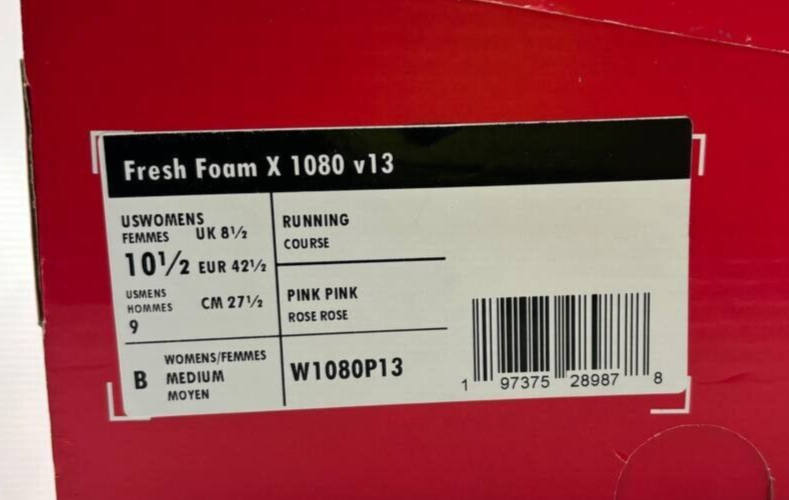 Fresh Foam X 1080 v13
USWOMENS
FEMMES UK 8½
10½ EUR 42½
USMENS
HOMMES CM 27½
9
RUNNING
COURSE
PINK PINK
ROSE ROSE
B WOMENS/FEMMES
MEDIUM
MOYEN
W1080P13
1 97375 28987 8